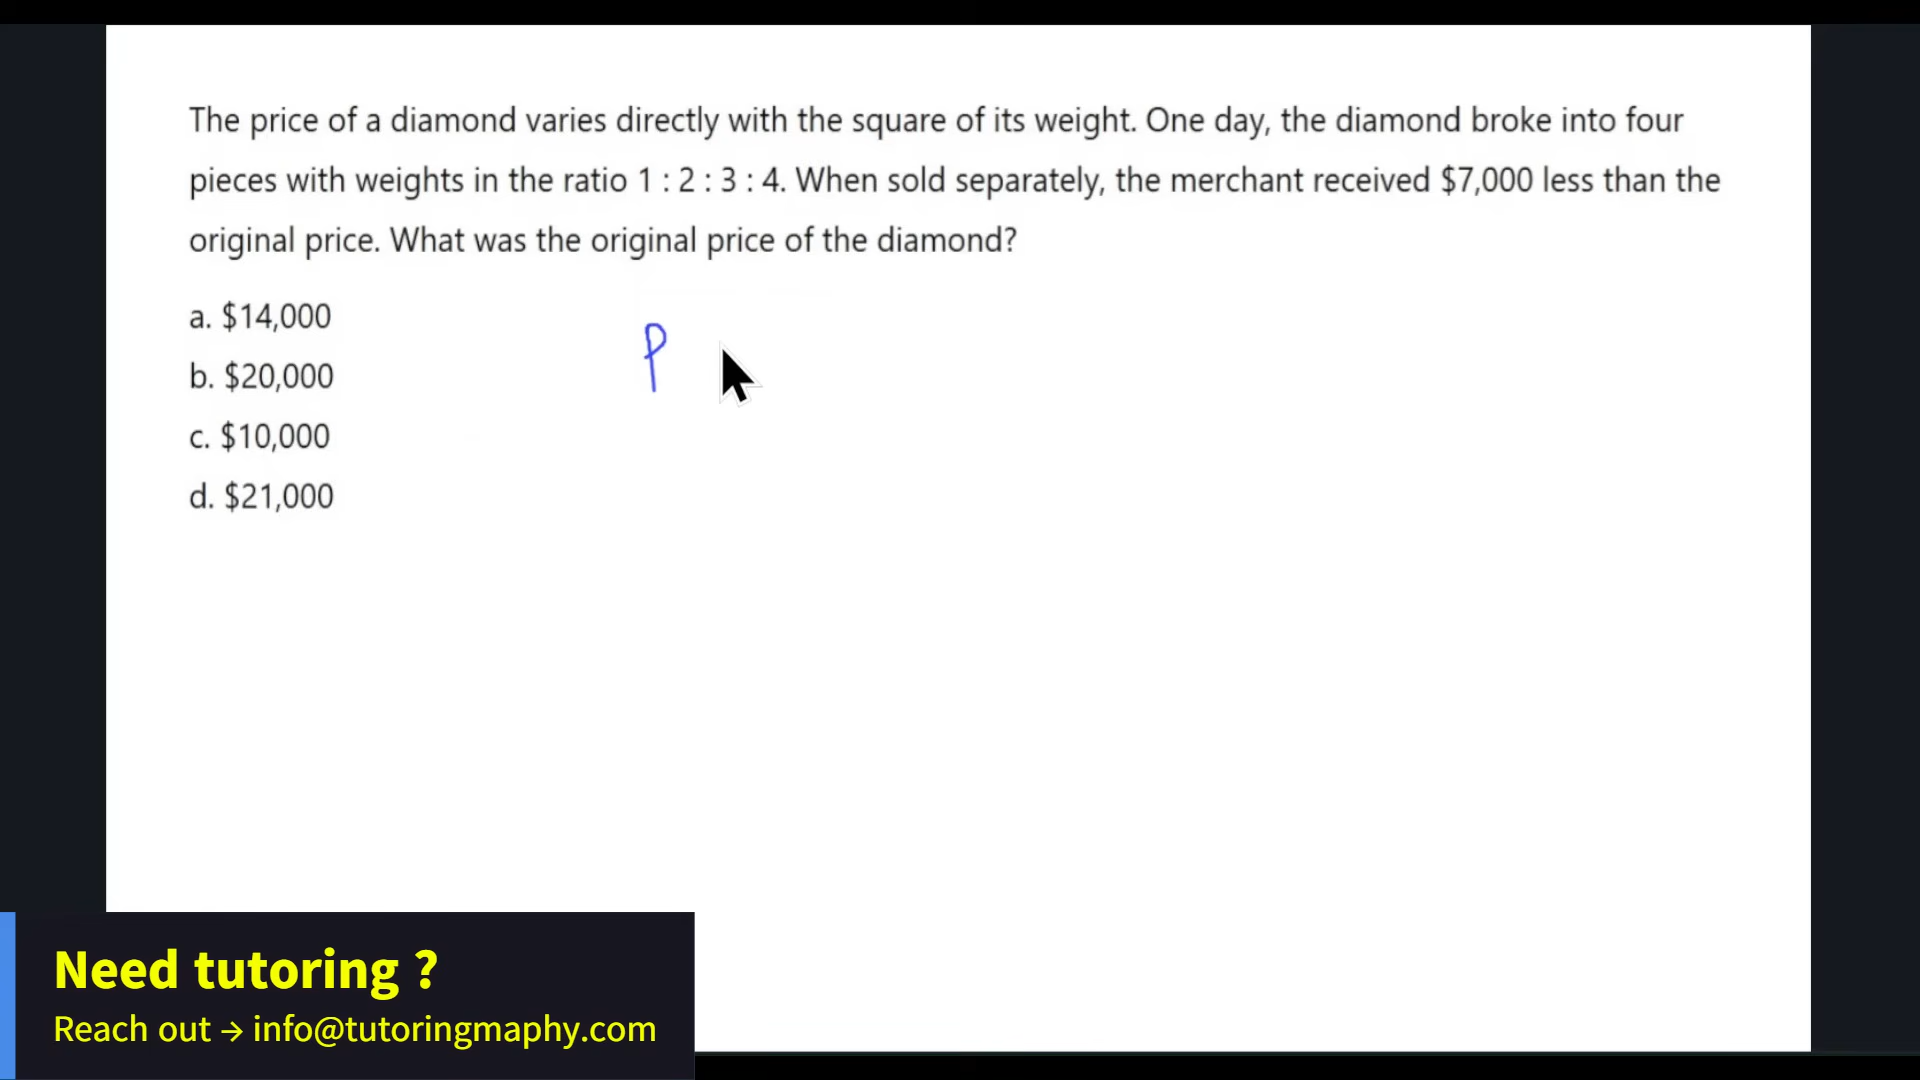 The price of a diamond varies directly with the square of its weight. One day, the diamond broke into four
pieces with weights in the ratio 1 : 2 : 3 : 4. When sold separately, the merchant received $7,000 less than the
original price. What was the original price of the diamond?
a. $14,000
P
b. $20,000
c. $10,000
d. $21,000
Need tutoring ?
Reach out → info@tutoringmaphy.com